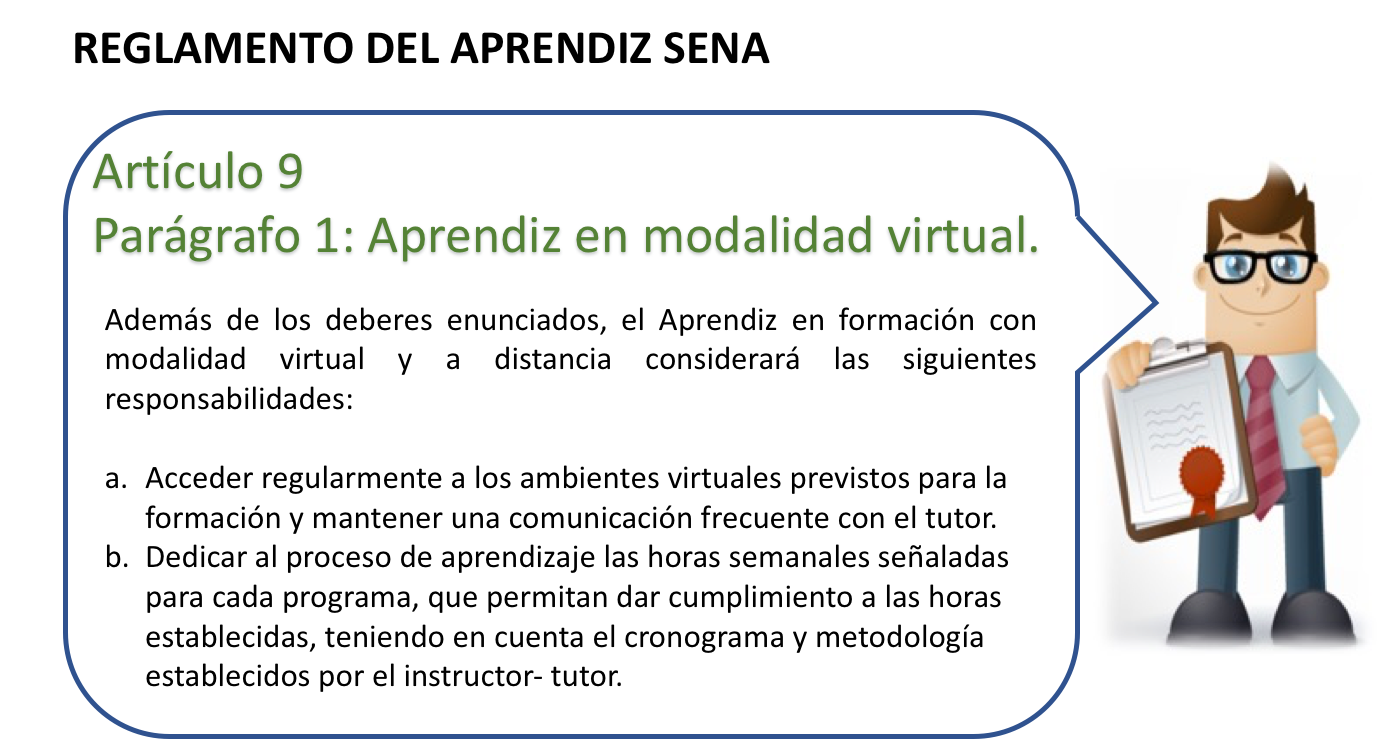 REGLAMENTO DEL APRENDIZ SENA
Artículo 9
Parágrafo 1: Aprendiz en modalidad virtual.
Además de los deberes enunciados, el Aprendiz en formación con
modalidad virtual y a distancia considerará las siguientes
responsabilidades:
a. Acceder regularmente a los ambientes virtuales previstos para la
formación y mantener una comunicación frecuente con el tutor.
b. Dedicar al proceso de aprendizaje las horas semanales señaladas
para cada programa, que permitan dar cumplimiento a las horas
establecidas, teniendo en cuenta el cronograma y metodología
establecidos por el instructor- tutor.